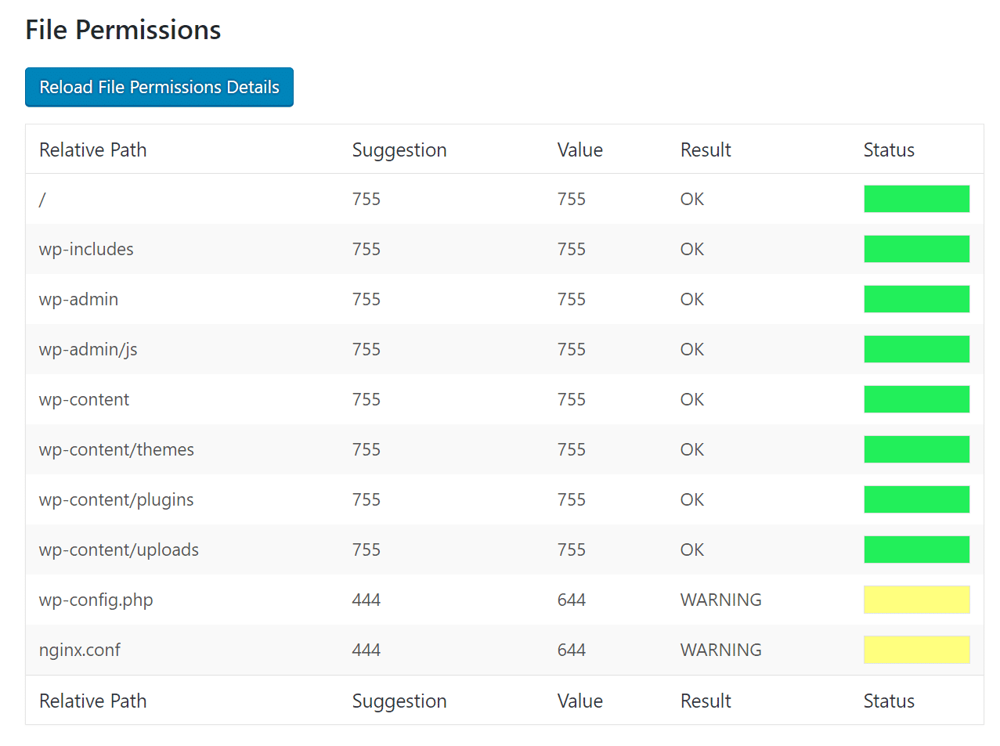 File Permissions
Reload File Permissions Details
Relative Path Suggestion Value Result Status
/ 755 755 OK
wp-includes 755 755 OK
wp-admin 755 755 OK
wp-admin/js 755 755 OK
wp-content 755 755 OK
wp-content/themes 755 755 OK
wp-content/plugins 755 755 OK
wp-content/uploads 755 755 OK
wp-config.php 444 644 WARNING
nginx.conf 444 644 WARNING
Relative Path Suggestion Value Result Status